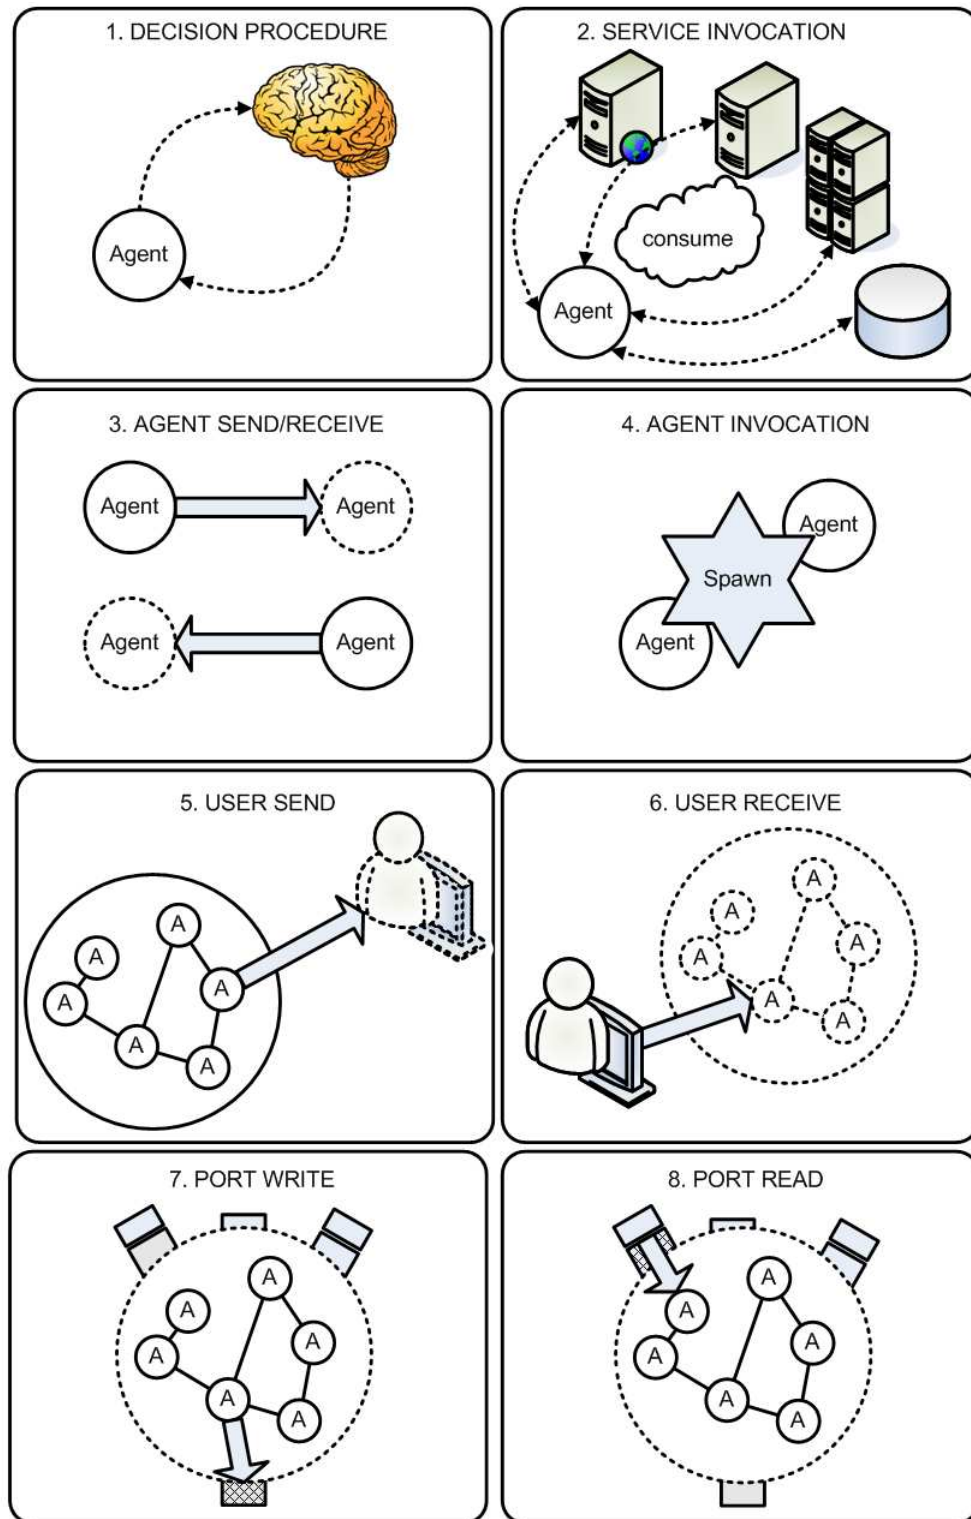 1. DECISION PROCEDURE
Agent
2. SERVICE INVOCATION
consume
Agent
3. AGENT SEND/RECEIVE
Agent
Agent
Agent
Agent
4. AGENT INVOCATION
Agent
Spawn
Agent
5. USER SEND
A
A
A
A
A
A
6. USER RECEIVE
A
A
A
A
A
A
7. PORT WRITE
A
A
A
A
A
A
8. PORT READ
A
A
A
A
A
A